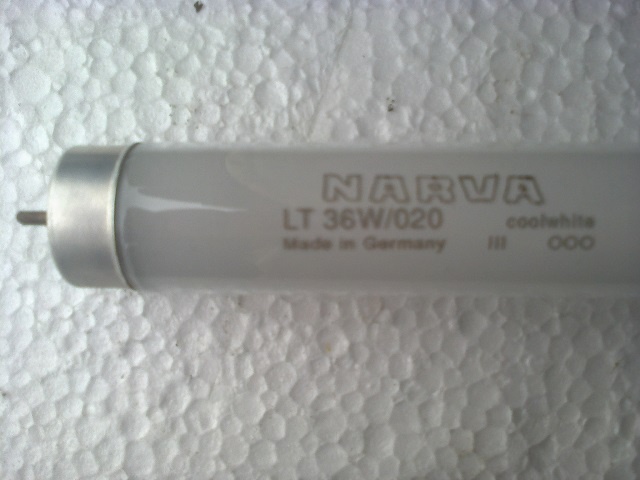 NARVA
LT 36W/020 coolwhite
Made in Germany III OOO